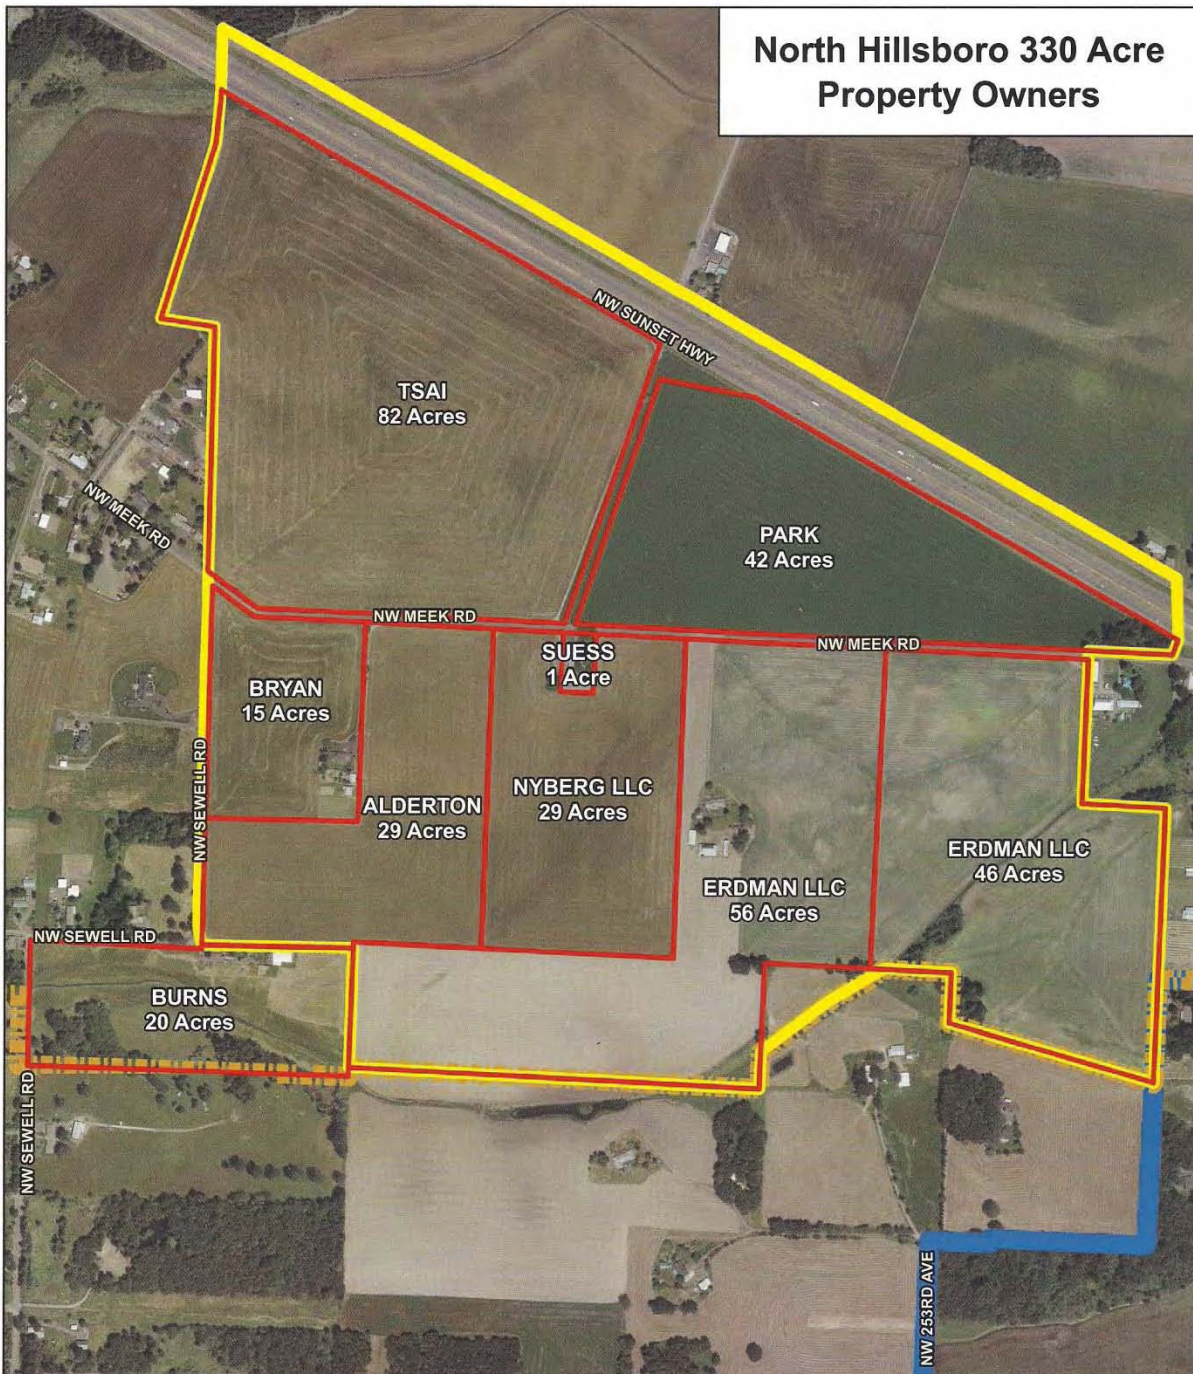 North Hillsboro 330 Acre
Property Owners
NW SUNSET HWY
TSAI
82 Acres
NW MEEK RD
PARK
42 Acres
NW MEEK RD
NW MEEK RD
SUESS
1 Acre
BRYAN
15 Acres
NW SEWELL RD
ALDERTON
29 Acres
NYBERG LLC
29 Acres
ERDMAN LLC
46 Acres
ERDMAN LLC
56 Acres
NW SEWELL RD
BURNS
20 Acres
NW SEWELL RD
NW 253RD AVE